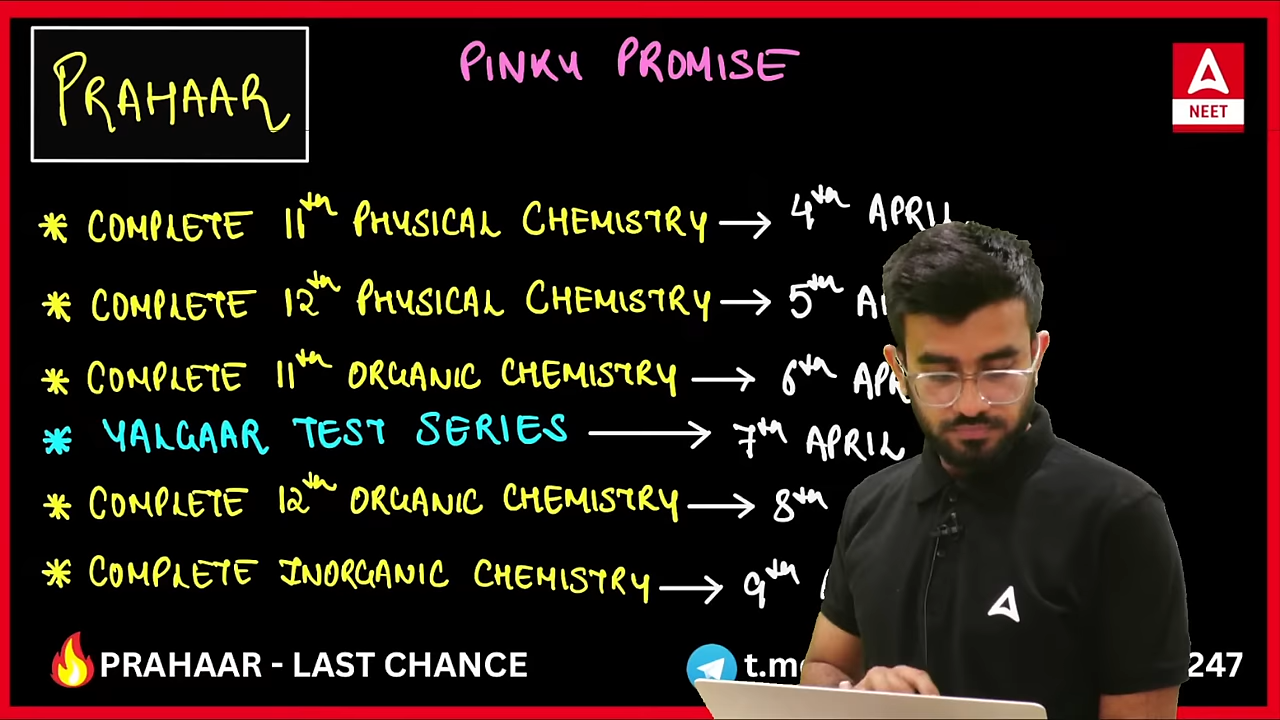 PRAHAAR
PINKY PROMISE
NEET
* COMPLETE 11th PHYSICAL CHEMISTRY → 4th APRIL
* COMPLETE 12th PHYSICAL CHEMISTRY → 5th
* COMPLETE 11th ORGANIC CHEMISTRY → 6th
* YALGAAR TEST SERIES → 7th APRIL
* COMPLETE 12th ORGANIC CHEMISTRY → 8th
* COMPLETE INORGANIC CHEMISTRY → 9th
PRAHAAR - LAST CHANCE
247